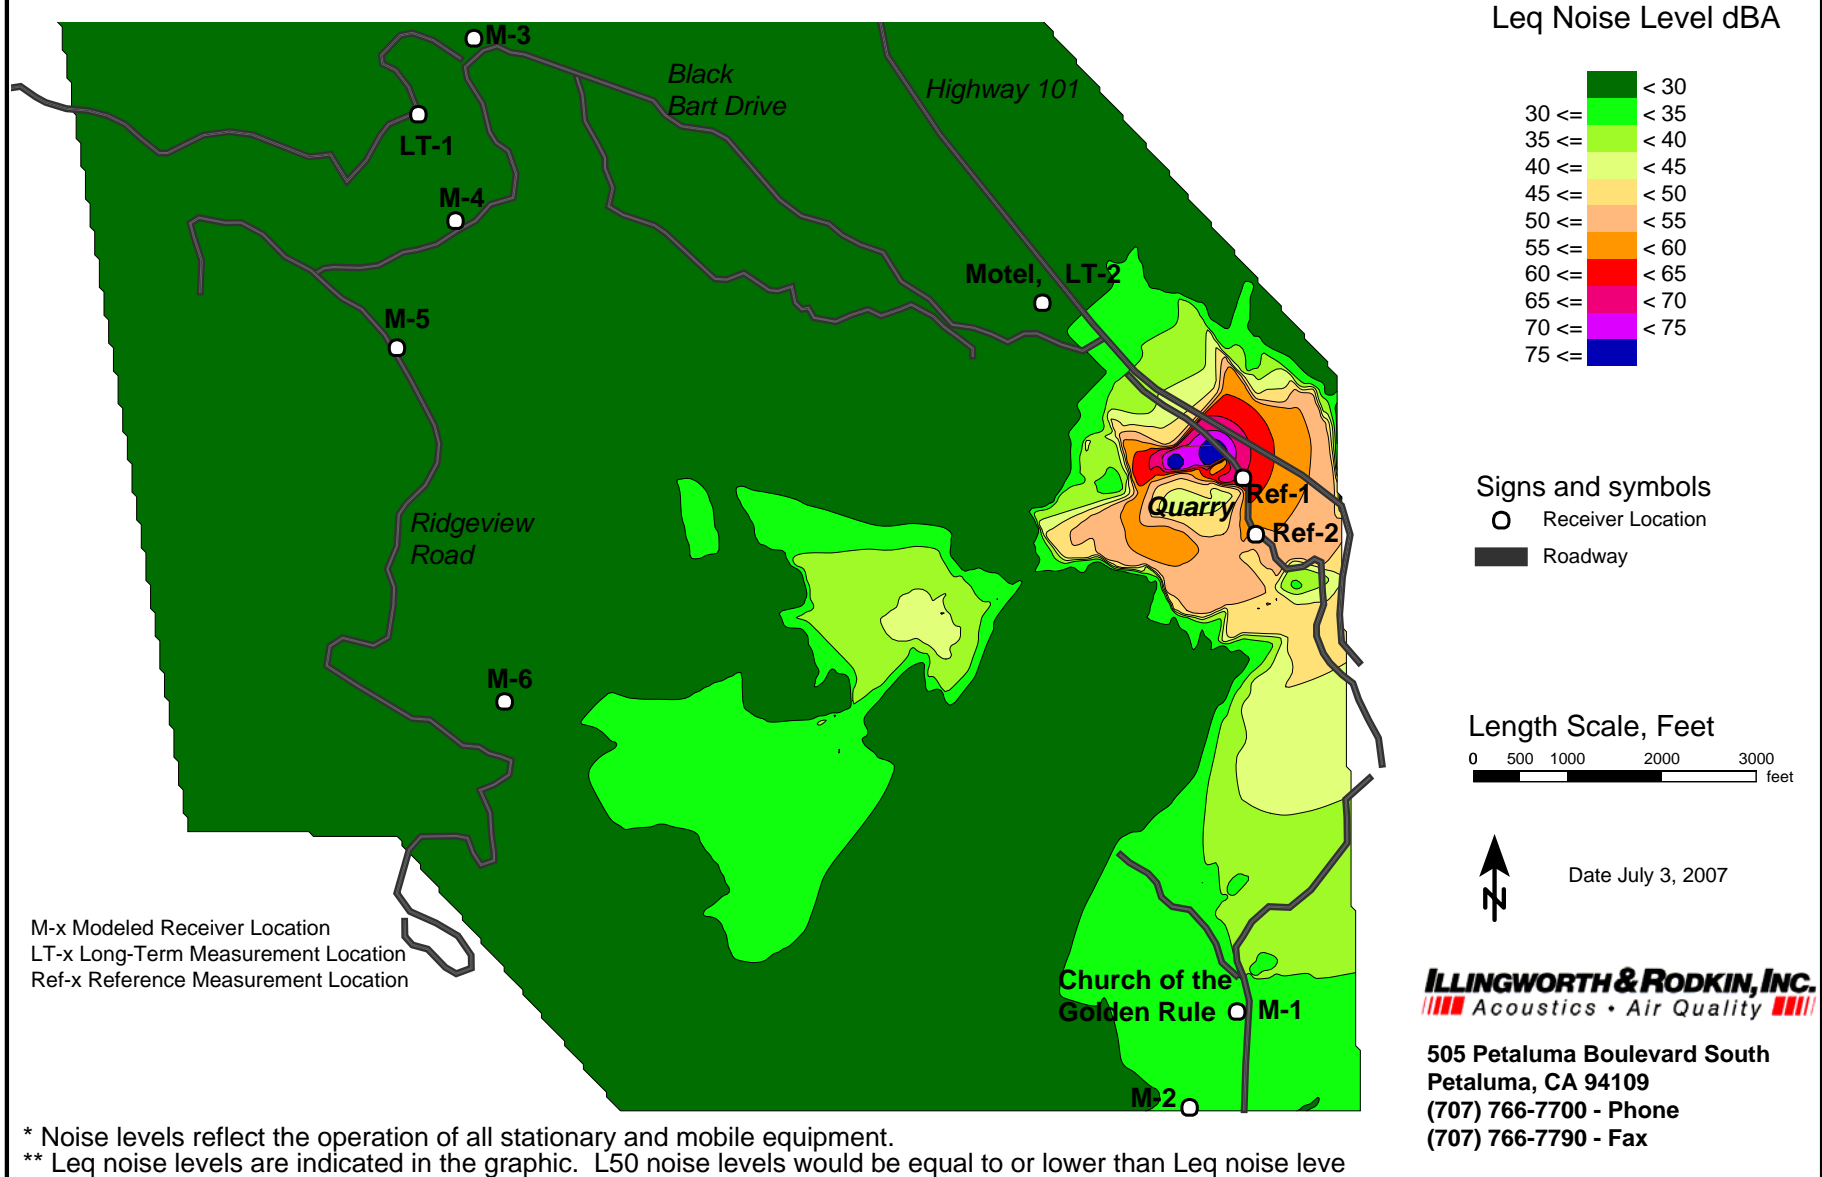 Leq Noise Level dBA
< 30
30 <= < 35
35 <= < 40
40 <= < 45
45 <= < 50
50 <= < 55
55 <= < 60
60 <= < 65
65 <= < 70
70 <= < 75
75 <=
M-3
Black
Bart Drive
Highway 101
LT-1
M-4
Motel, LT-2
M-5
Ref-1
Quarry
Ref-2
Ridgeview
Road
M-6
Signs and symbols
Receiver Location
Roadway
Length Scale, Feet
0 500 1000 2000 3000
feet
N
Date July 3, 2007
M-x Modeled Receiver Location
LT-x Long-Term Measurement Location
Ref-x Reference Measurement Location
Church of the
Golden Rule M-1
M-2
ILLINGWORTH & RODKIN, INC.
Acoustics • Air Quality
505 Petaluma Boulevard South
Petaluma, CA 94109
(707) 766-7700 - Phone
(707) 766-7790 - Fax
* Noise levels reflect the operation of all stationary and mobile equipment.
** Leq noise levels are indicated in the graphic. L50 noise levels would be equal to or lower than Leq noise leve